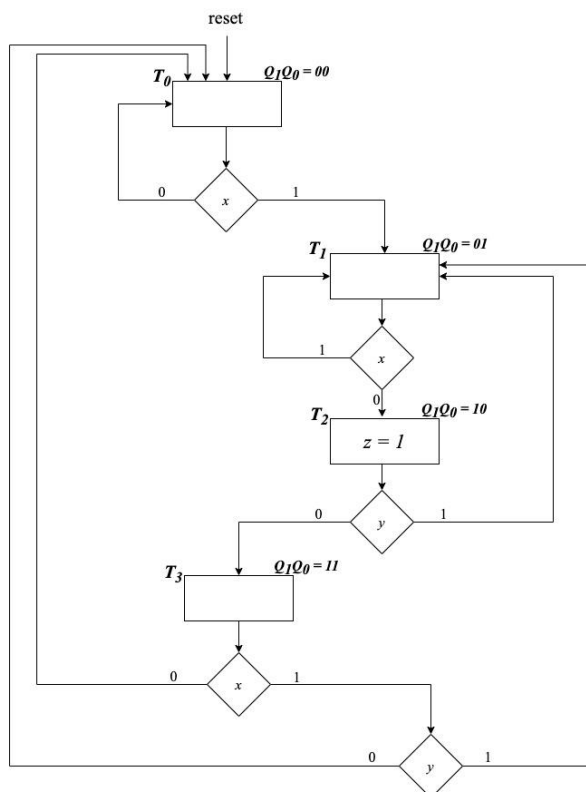 reset
T0 Q1Q0 = 00
x
0 1
T1 Q1Q0 = 01
x
1
0
T2 Q1Q0 = 10
z = 1
y
0 1
T3 Q1Q0 = 11
x
0 1
y
0 1